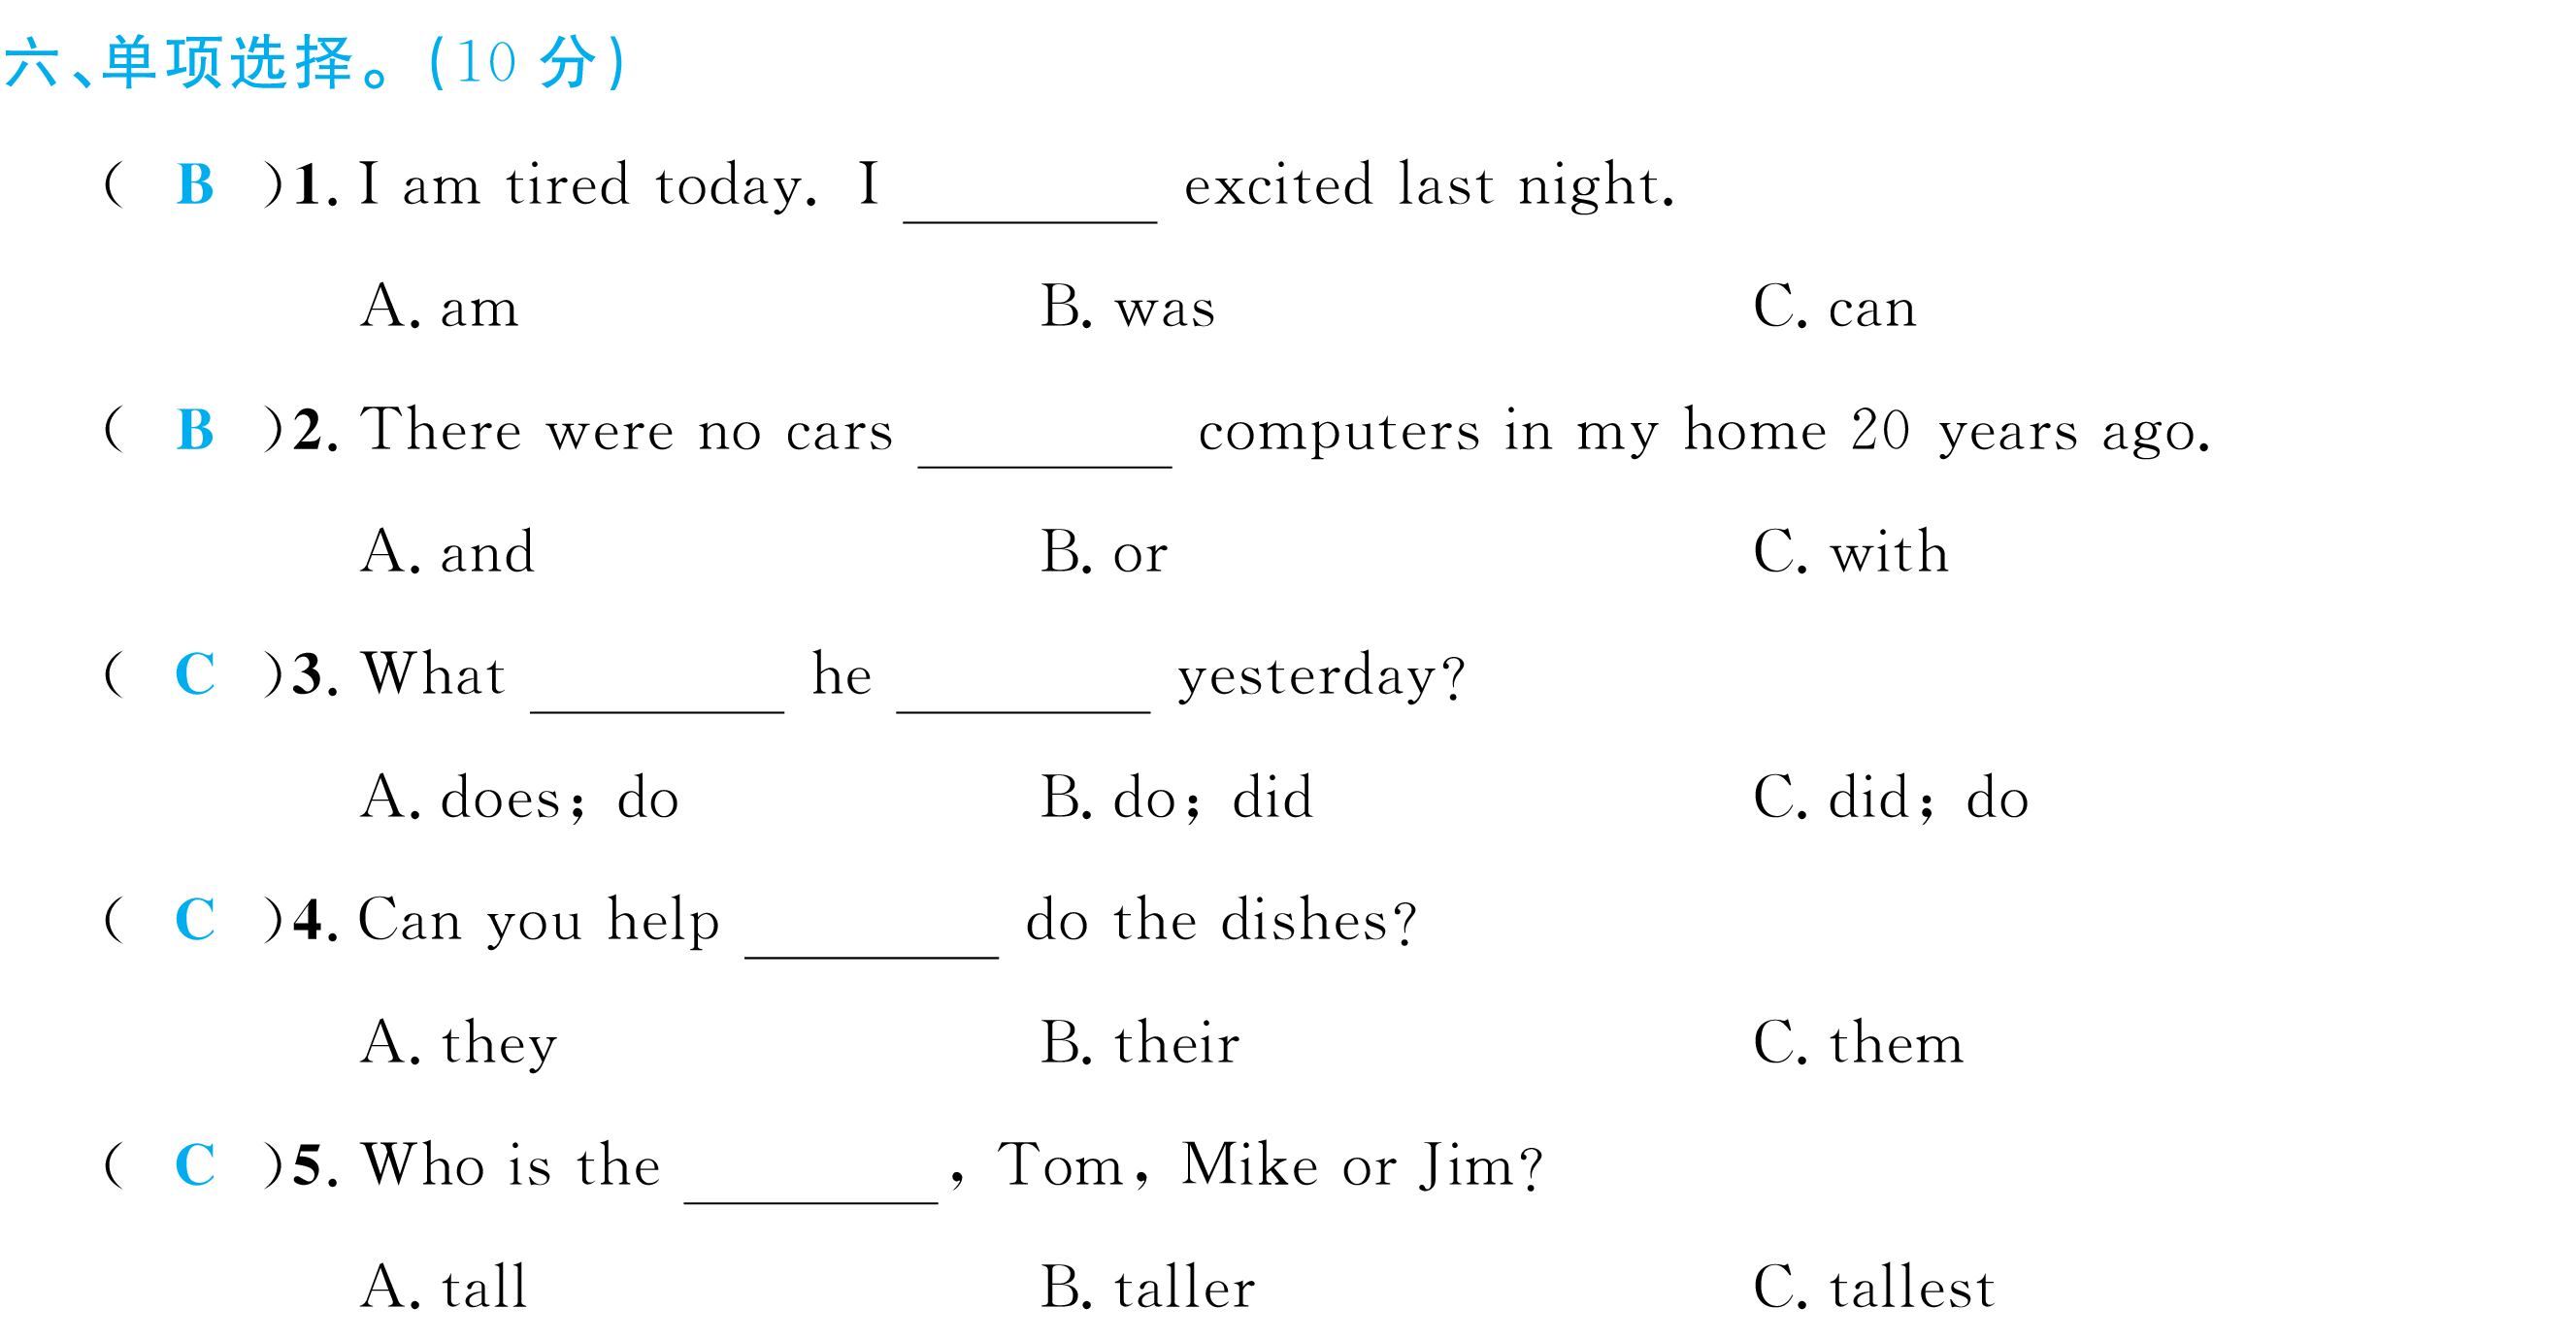 六、单项选择。(10 分)
( B )1. I am tired today. I ________ excited last night.
A. am B. was C. can
( B )2. There were no cars ________ computers in my home 20 years ago.
A. and B. or C. with
( C )3. What ________ he ________ yesterday?
A. does; do B. do; did C. did; do
( C )4. Can you help ________ do the dishes?
A. they B. their C. them
( C )5. Who is the ________, Tom, Mike or Jim?
A. tall B. taller C. tallest